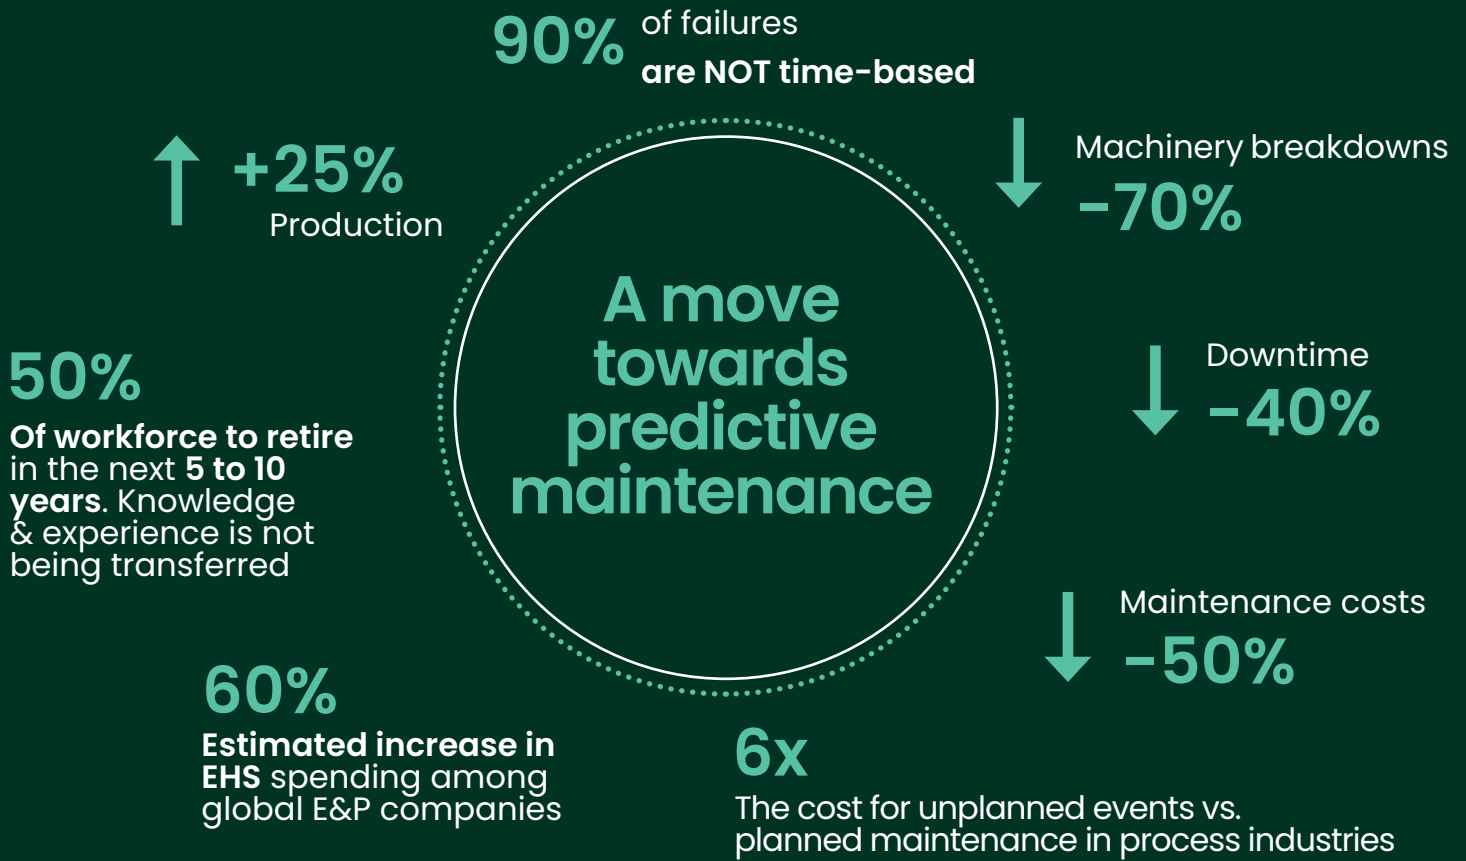 90%
of failures
are NOT time-based
+25%
Production
Machinery breakdowns
-70%
A move
towards
predictive
maintenance
Downtime
-40%
50%
Of workforce to retire
in the next 5 to 10
years. Knowledge
& experience is not
being transferred
Maintenance costs
-50%
60%
Estimated increase in
EHS spending among
global E&P companies
6x
The cost for unplanned events vs.
planned maintenance in process industries